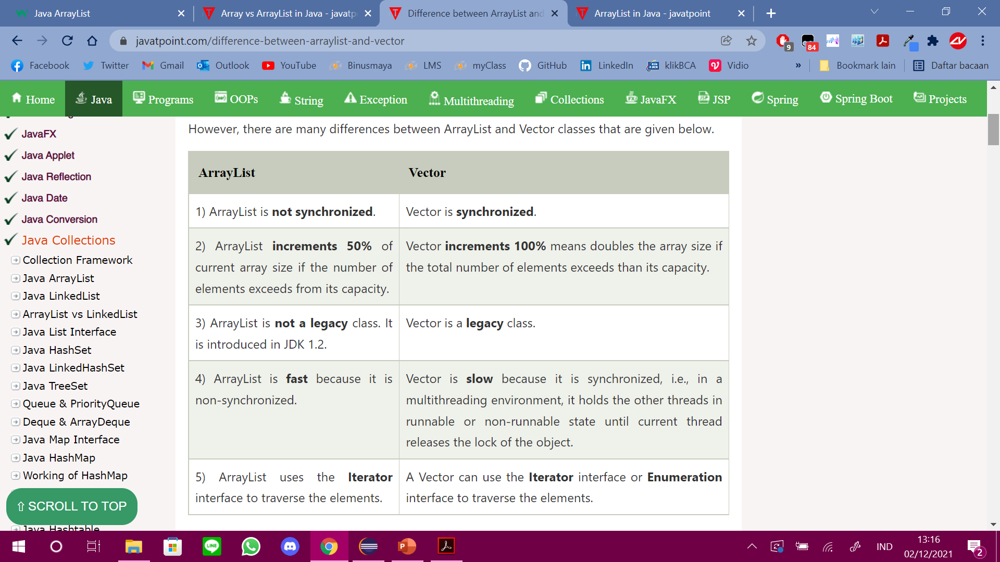 Java ArrayList
Array vs ArrayList in Java - javatp
Difference between ArrayList and
ArrayList in Java - javatpoint
javatpoint.com/difference-between-arraylist-and-vector
9
84
Facebook
Twitter
Gmail
Outlook
YouTube
Binusmaya
LMS
myClass
GitHub
LinkedIn
klikBCA
Vidio
»
Bookmark lain
Daftar bacaan
Home
Java
Programs
OOPs
String
Exception
Multithreading
Collections
JavaFX
JSP
Spring
Spring Boot
Projects
JavaFX
Java Applet
Java Reflection
Java Date
Java Conversion
Java Collections
Collection Framework
Java ArrayList
Java LinkedList
ArrayList vs LinkedList
Java List Interface
Java HashSet
Java LinkedHashSet
Java TreeSet
Queue & PriorityQueue
Deque & ArrayDeque
Java Map Interface
Java HashMap
Working of HashMap
⇧ SCROLL TO TOP
Java Hashtable
However, there are many differences between ArrayList and Vector classes that are given below.
ArrayList
Vector
1) ArrayList is not synchronized.
Vector is synchronized.
2) ArrayList increments 50% of
current array size if the number of
elements exceeds from its capacity.
Vector increments 100% means doubles the array size if
the total number of elements exceeds than its capacity.
3) ArrayList is not a legacy class. It
is introduced in JDK 1.2.
Vector is a legacy class.
4) ArrayList is fast because it is
non-synchronized.
Vector is slow because it is synchronized, i.e., in a
multithreading environment, it holds the other threads in
runnable or non-runnable state until current thread
releases the lock of the object.
5) ArrayList uses the Iterator
interface to traverse the elements.
A Vector can use the Iterator interface or Enumeration
interface to traverse the elements.
LINE
IND
13:16
02/12/2021
2